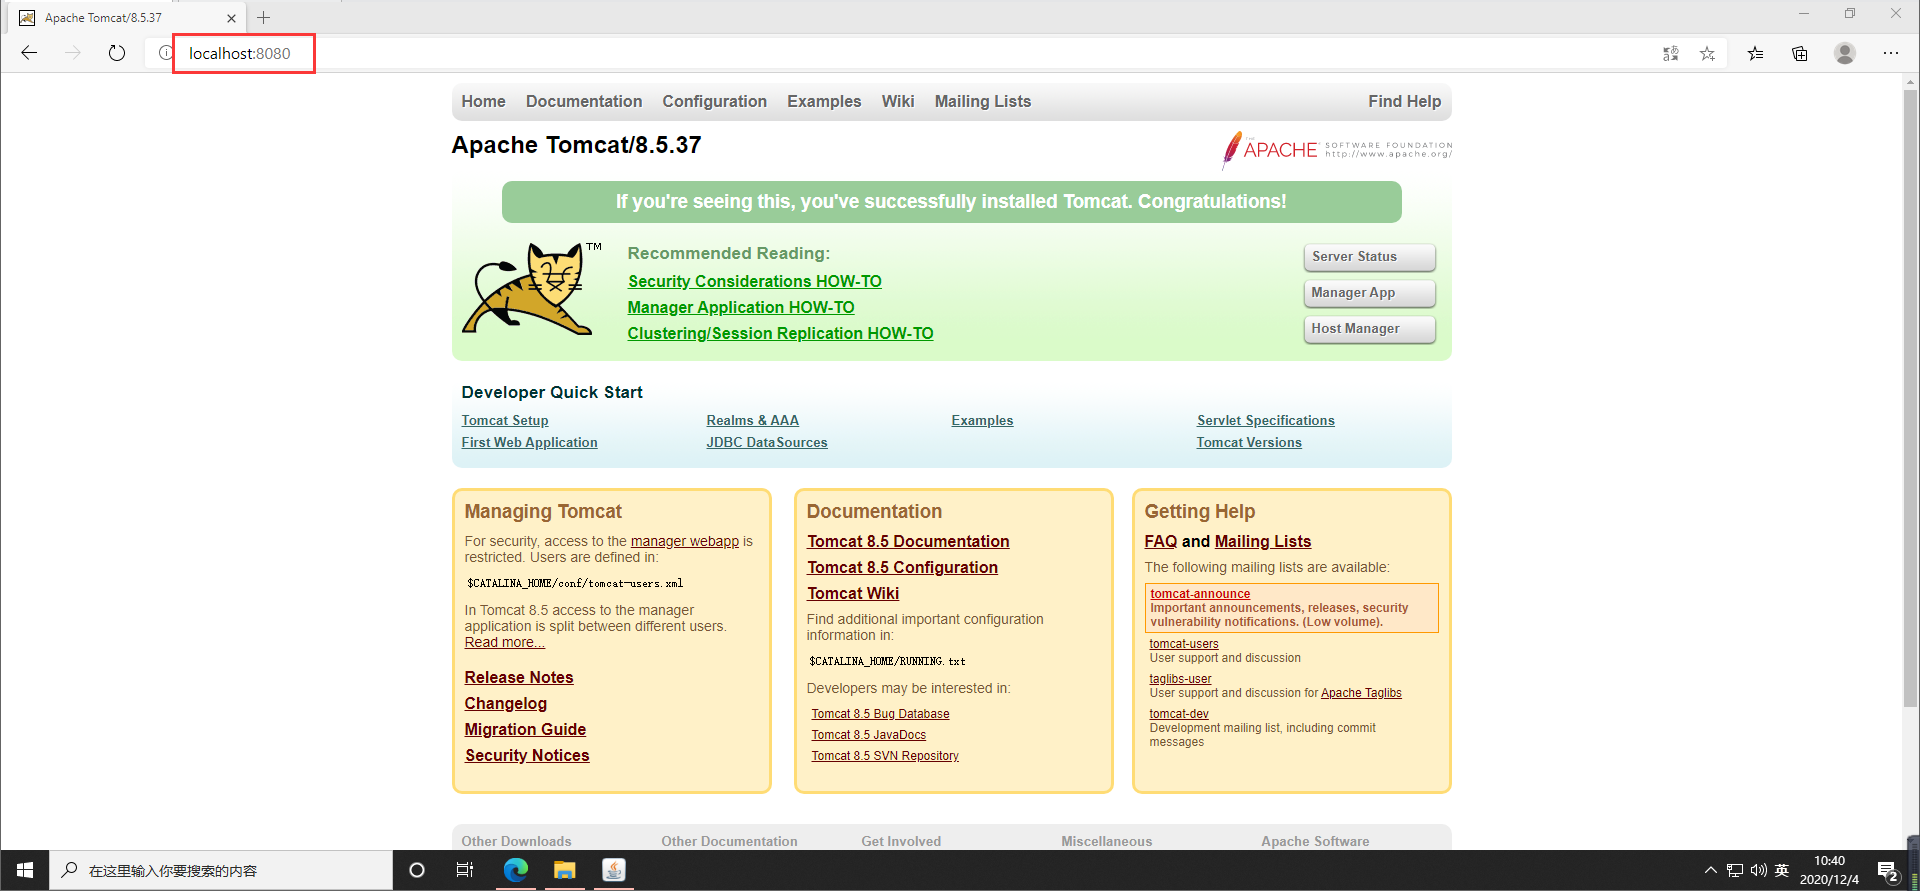 Apache Tomcat/8.5.37
localhost:8080
Home Documentation Configuration Examples Wiki Mailing Lists Find Help
Apache Tomcat/8.5.37
THE APACHE® SOFTWARE FOUNDATION
http://www.apache.org/
If you're seeing this, you've successfully installed Tomcat. Congratulations!
TM
Recommended Reading:
Security Considerations HOW-TO
Manager Application HOW-TO
Clustering/Session Replication HOW-TO
Server Status
Manager App
Host Manager
Developer Quick Start
Tomcat Setup
First Web Application
Realms & AAA
JDBC DataSources
Examples
Servlet Specifications
Tomcat Versions
Managing Tomcat
For security, access to the manager webapp is
restricted. Users are defined in:
$CATALINA_HOME/conf/tomcat-users.xml
In Tomcat 8.5 access to the manager
application is split between different users.
Read more...
Release Notes
Changelog
Migration Guide
Security Notices
Documentation
Tomcat 8.5 Documentation
Tomcat 8.5 Configuration
Tomcat Wiki
Find additional important configuration
information in:
$CATALINA_HOME/RUNNING.txt
Developers may be interested in:
Tomcat 8.5 Bug Database
Tomcat 8.5 JavaDocs
Tomcat 8.5 SVN Repository
Getting Help
FAQ and Mailing Lists
The following mailing lists are available:
tomcat-announce
Important announcements, releases, security
vulnerability notifications. (Low volume).
tomcat-users
User support and discussion
taglibs-user
User support and discussion for Apache Taglibs
tomcat-dev
Development mailing list, including commit
messages
Other Downloads Other Documentation Get Involved Miscellaneous Apache Software
在这里输入你要搜索的内容
英
10:40
2020/12/4
2